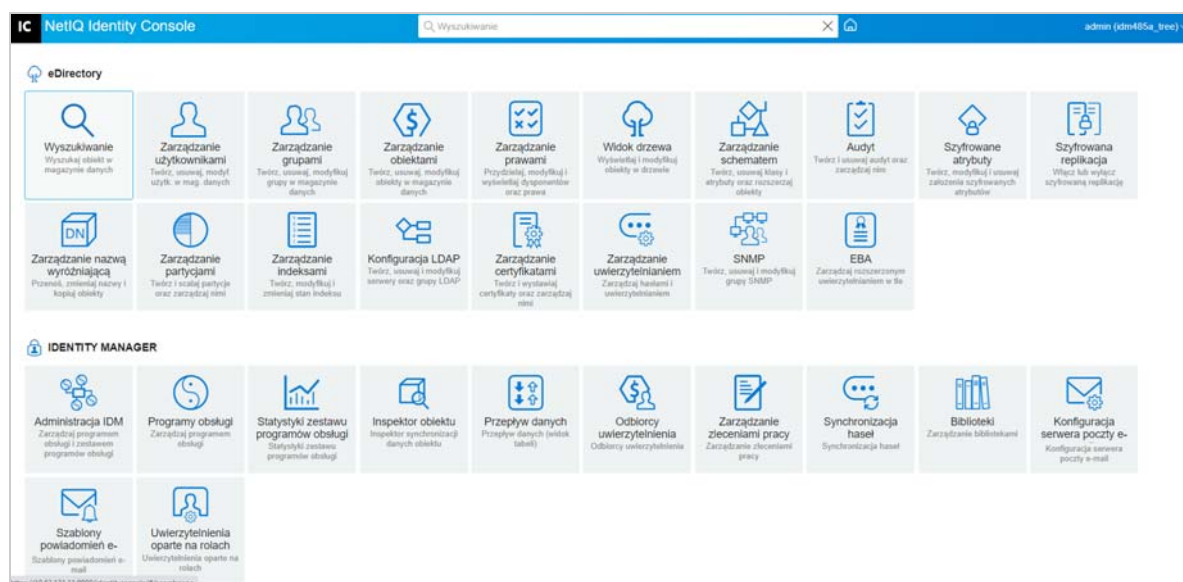 IC NetIQ Identity Console
Wyszukiwanie
admin (idm485a_tree)
eDirectory
Wyszukiwanie
Wyszukaj obiekt w
magazynie danych
Zarządzanie
użytkownikami
Twórz, usuwaj, modyf
użytk. w mag. danych
Zarządzanie
grupami
Twórz, usuwaj, modyfikuj
grupy w magazynie
danych
Zarządzanie
obiektami
Twórz, usuwaj, modyfikuj
obiekty w magazynie
danych
Zarządzanie
prawami
Przydzielaj, modyfikuj i
wyświetlaj dysponentów
oraz prawa
Widok drzewa
Wyświetlaj i modyfikuj
obiekty w drzewie
Zarządzanie
schematem
Twórz, usuwaj klasy i
atrybuty oraz rozszerzaj
obiekty
Audyt
Twórz i usuwaj audyt oraz
zarządzaj nim
Szyfrowane
atrybuty
Twórz, modyfikuj i usuwaj
założenia szyfrowanych
atrybutów
Szyfrowana
replikacja
Włącz lub wyłącz
szyfrowaną replikację
DN
Zarządzanie nazwą
wyróżniającą
Przenoś, zmieniaj nazwy i
kopiuj obiekty
Zarządzanie
partycjami
Twórz i scalaj partycje
oraz zarządzaj nimi
Zarządzanie
indeksami
Twórz, modyfikuj i
zmieniaj stan indeksu
Konfiguracja LDAP
Twórz, usuwaj i modyfikuj
serwery oraz grupy LDAP
Zarządzanie
certyfikatami
Twórz i wystawiaj
certyfikaty oraz zarządzaj
nimi
Zarządzanie
uwierzytelnianiem
Zarządzaj hasłami i
uwierzytelnianiem
SNMP
Twórz, usuwaj i modyfikuj
grupy SNMP
EBA
Zarządzaj rozszerzonym
uwierzytelnianiem w tle
IDENTITY MANAGER
Administracja IDM
Zarządzaj programem
obsługi i zestawem
programów obsługi
Programy obsługi
Zarządzaj programem
obsługi
Statystyki zestawu
programów obsługi
Statystyki zestawu
programów obsługi
Inspektor obiektu
Inspektor synchronizacji
danych obiektu
Przepływ danych
Przepływ danych (widok
tabeli)
Odbiorcy
uwierzytelnienia
Odbiorcy uwierzytelnienia
Zarządzanie
zleceniami pracy
Zarządzanie zleceniami
pracy
Synchronizacja
haseł
Synchronizacja haseł
Biblioteki
Zarządzanie bibliotekami
Konfiguracja
serwera poczty e-
Konfiguracja serwera
poczty e-mail
Szablony
powiadomień e-
Szablony powiadomień e-
mail
Uwierzytelnienia
oparte na rolach
Uwierzytelnienia oparte na
rolach